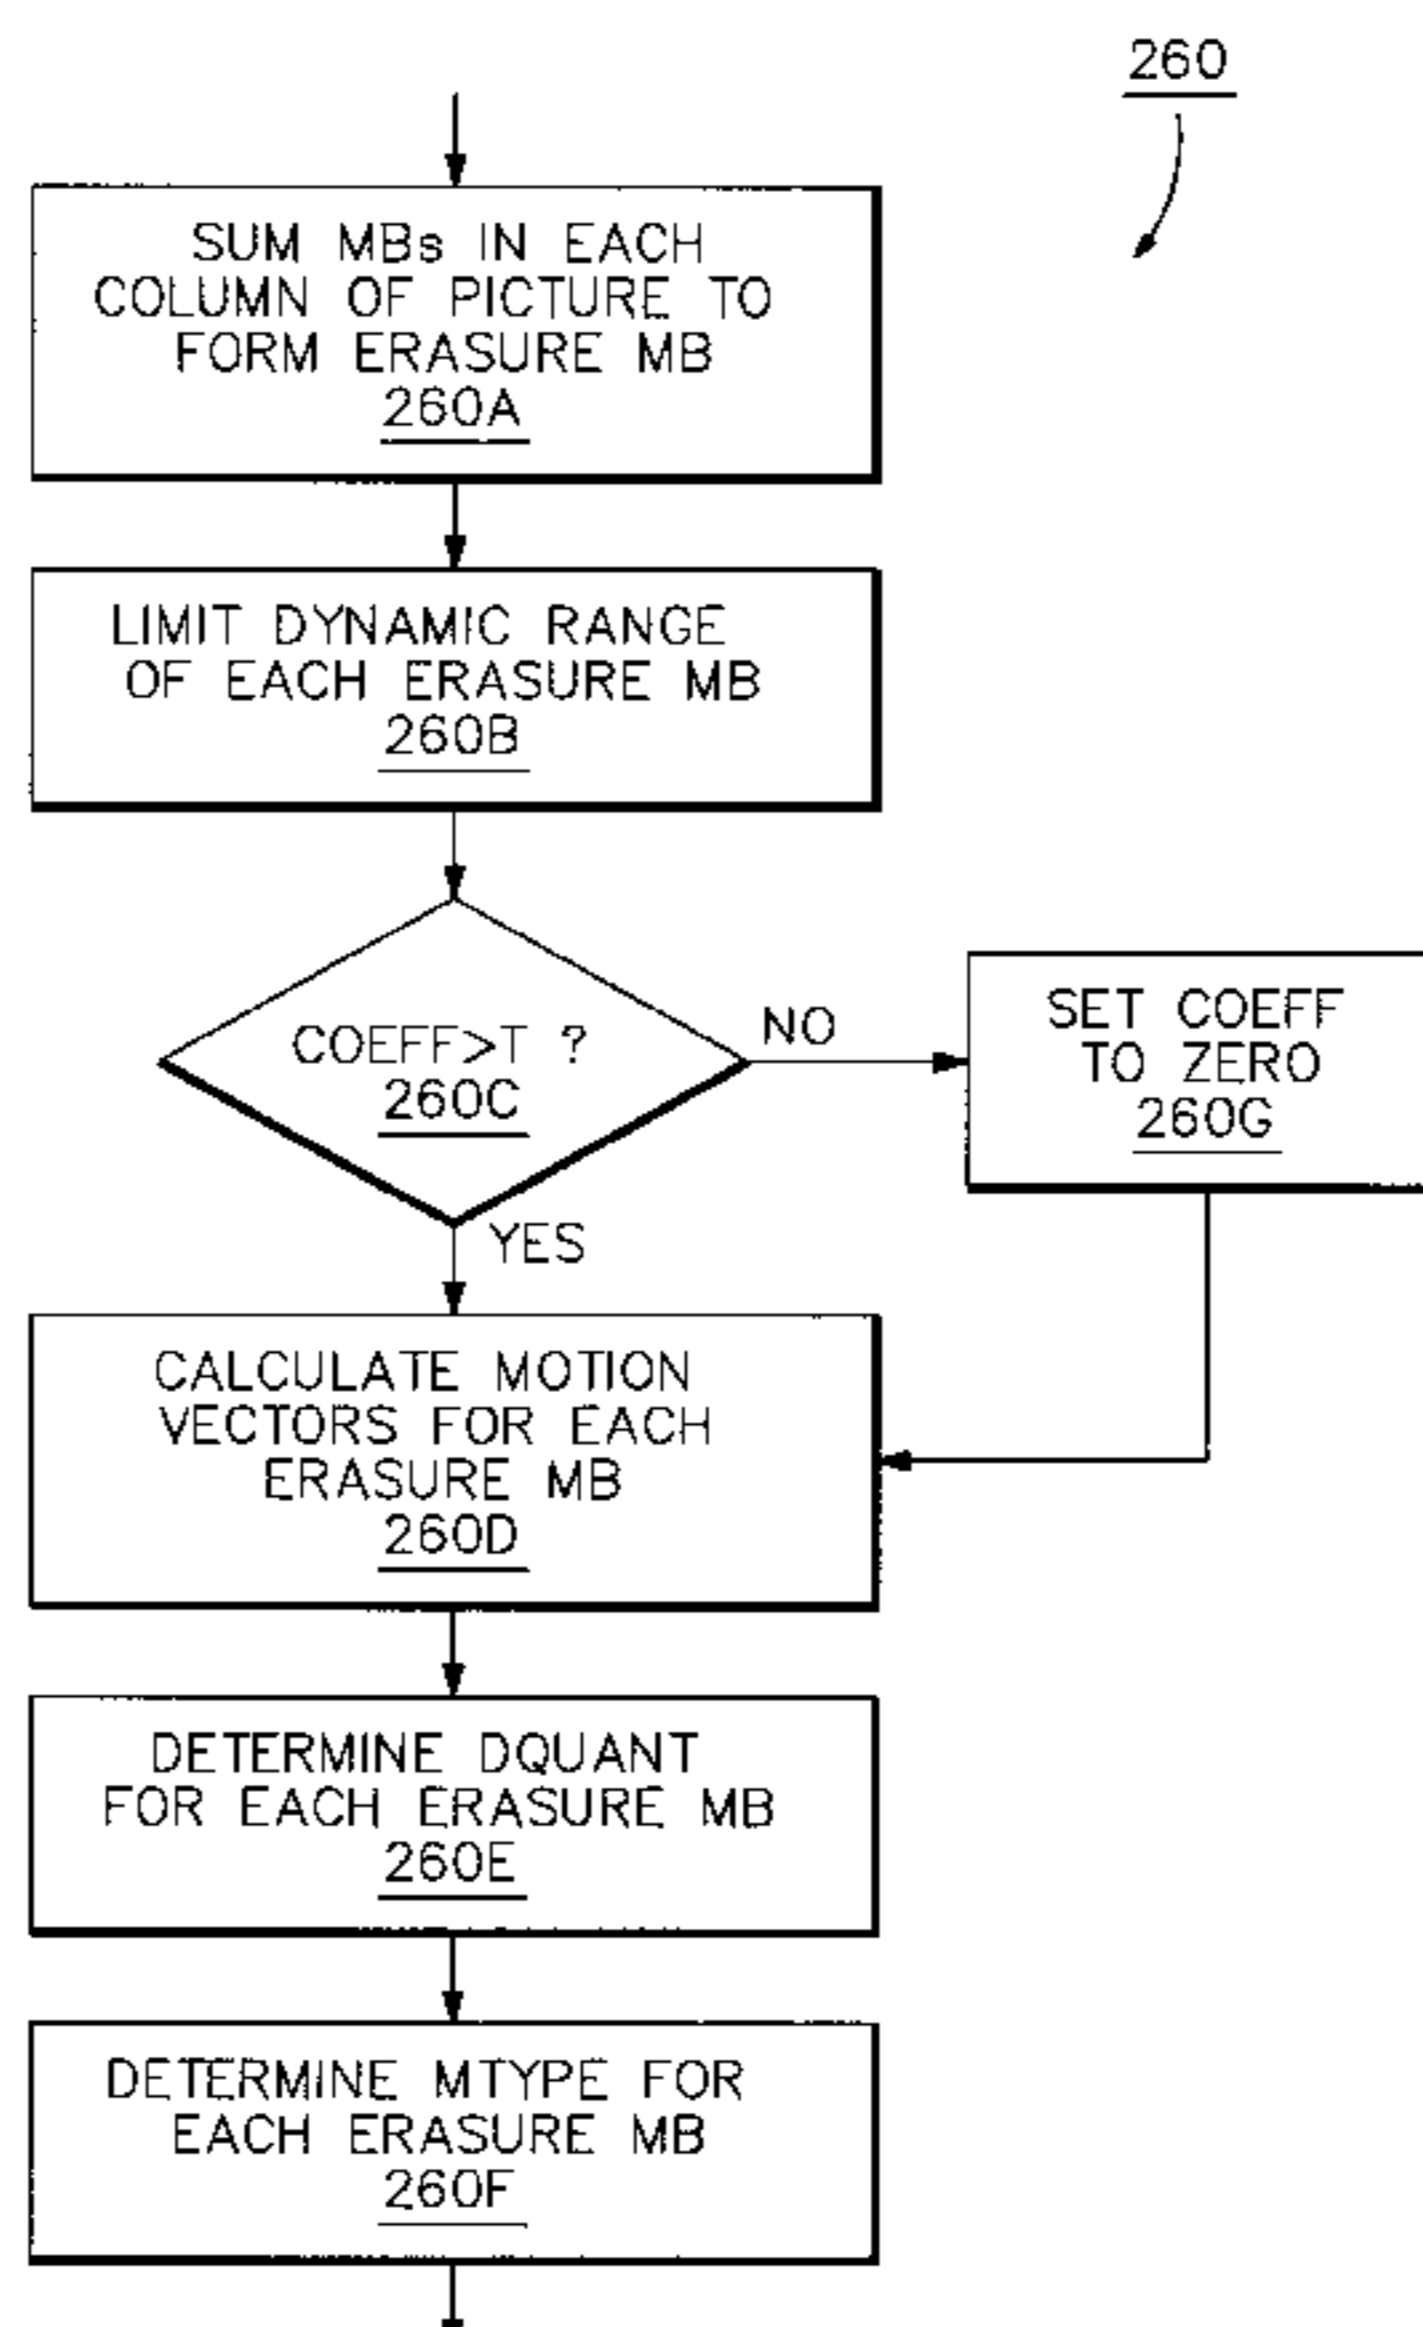 260
SUM MBs IN EACH
COLUMN OF PICTURE TO
FORM ERASURE MB
260A
LIMIT DYNAMIC RANGE
OF EACH ERASURE MB
260B
COEFF>T ?
260C
NO
SET COEFF
TO ZERO
260G
YES
CALCULATE MOTION
VECTORS FOR EACH
ERASURE MB
260D
DETERMINE DQUANT
FOR EACH ERASURE MB
260E
DETERMINE MTYPE FOR
EACH ERASURE MB
260F